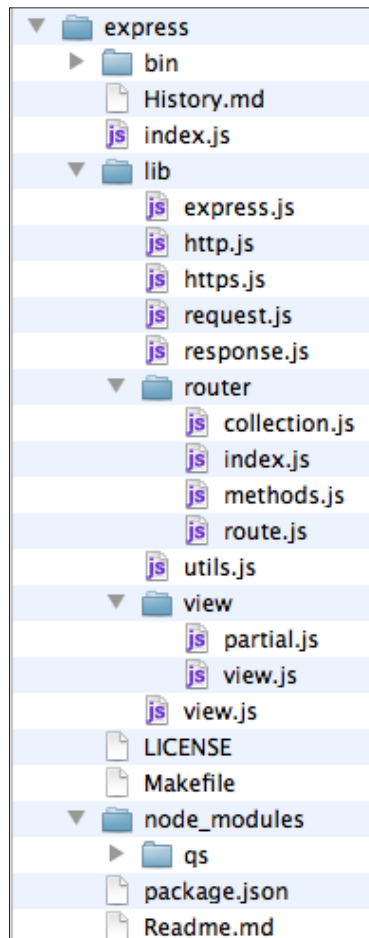 express
bin
History.md
js index.js
lib
js express.js
js http.js
js https.js
js request.js
js response.js
router
js collection.js
js index.js
js methods.js
js route.js
js utils.js
view
js partial.js
js view.js
js view.js
LICENSE
Makefile
node_modules
qs
package.json
Readme.md